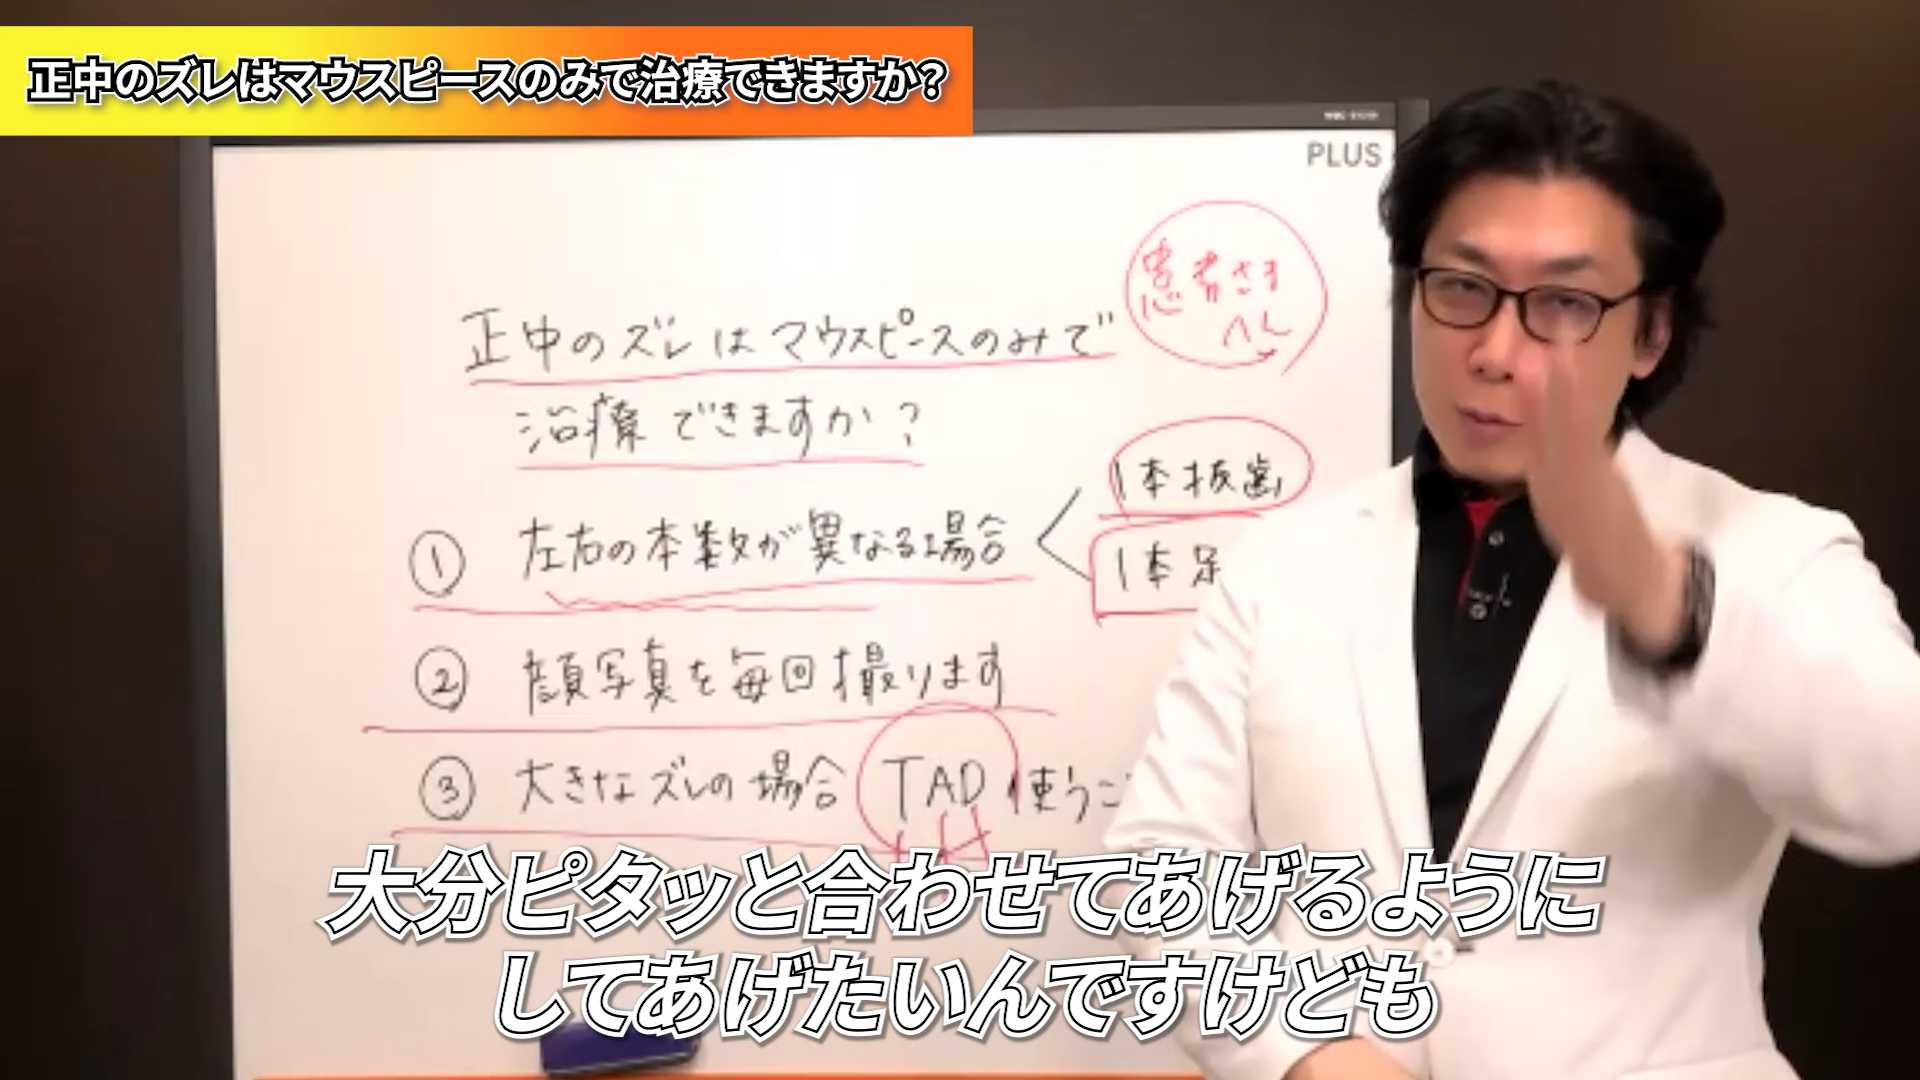 正中のズレはマウスピースのみで治療できますか？
PLUS
患者さま
正中のズレはマウスピースのみで
治療できますか？
1本抜歯
① 左右の本数が異なる場合
1本足
② 顔写真を毎回撮ります
③ 大きなズレの場合 TAD 使うこ
大分ピタッと合わせてあげるように
してあげたいんですけども